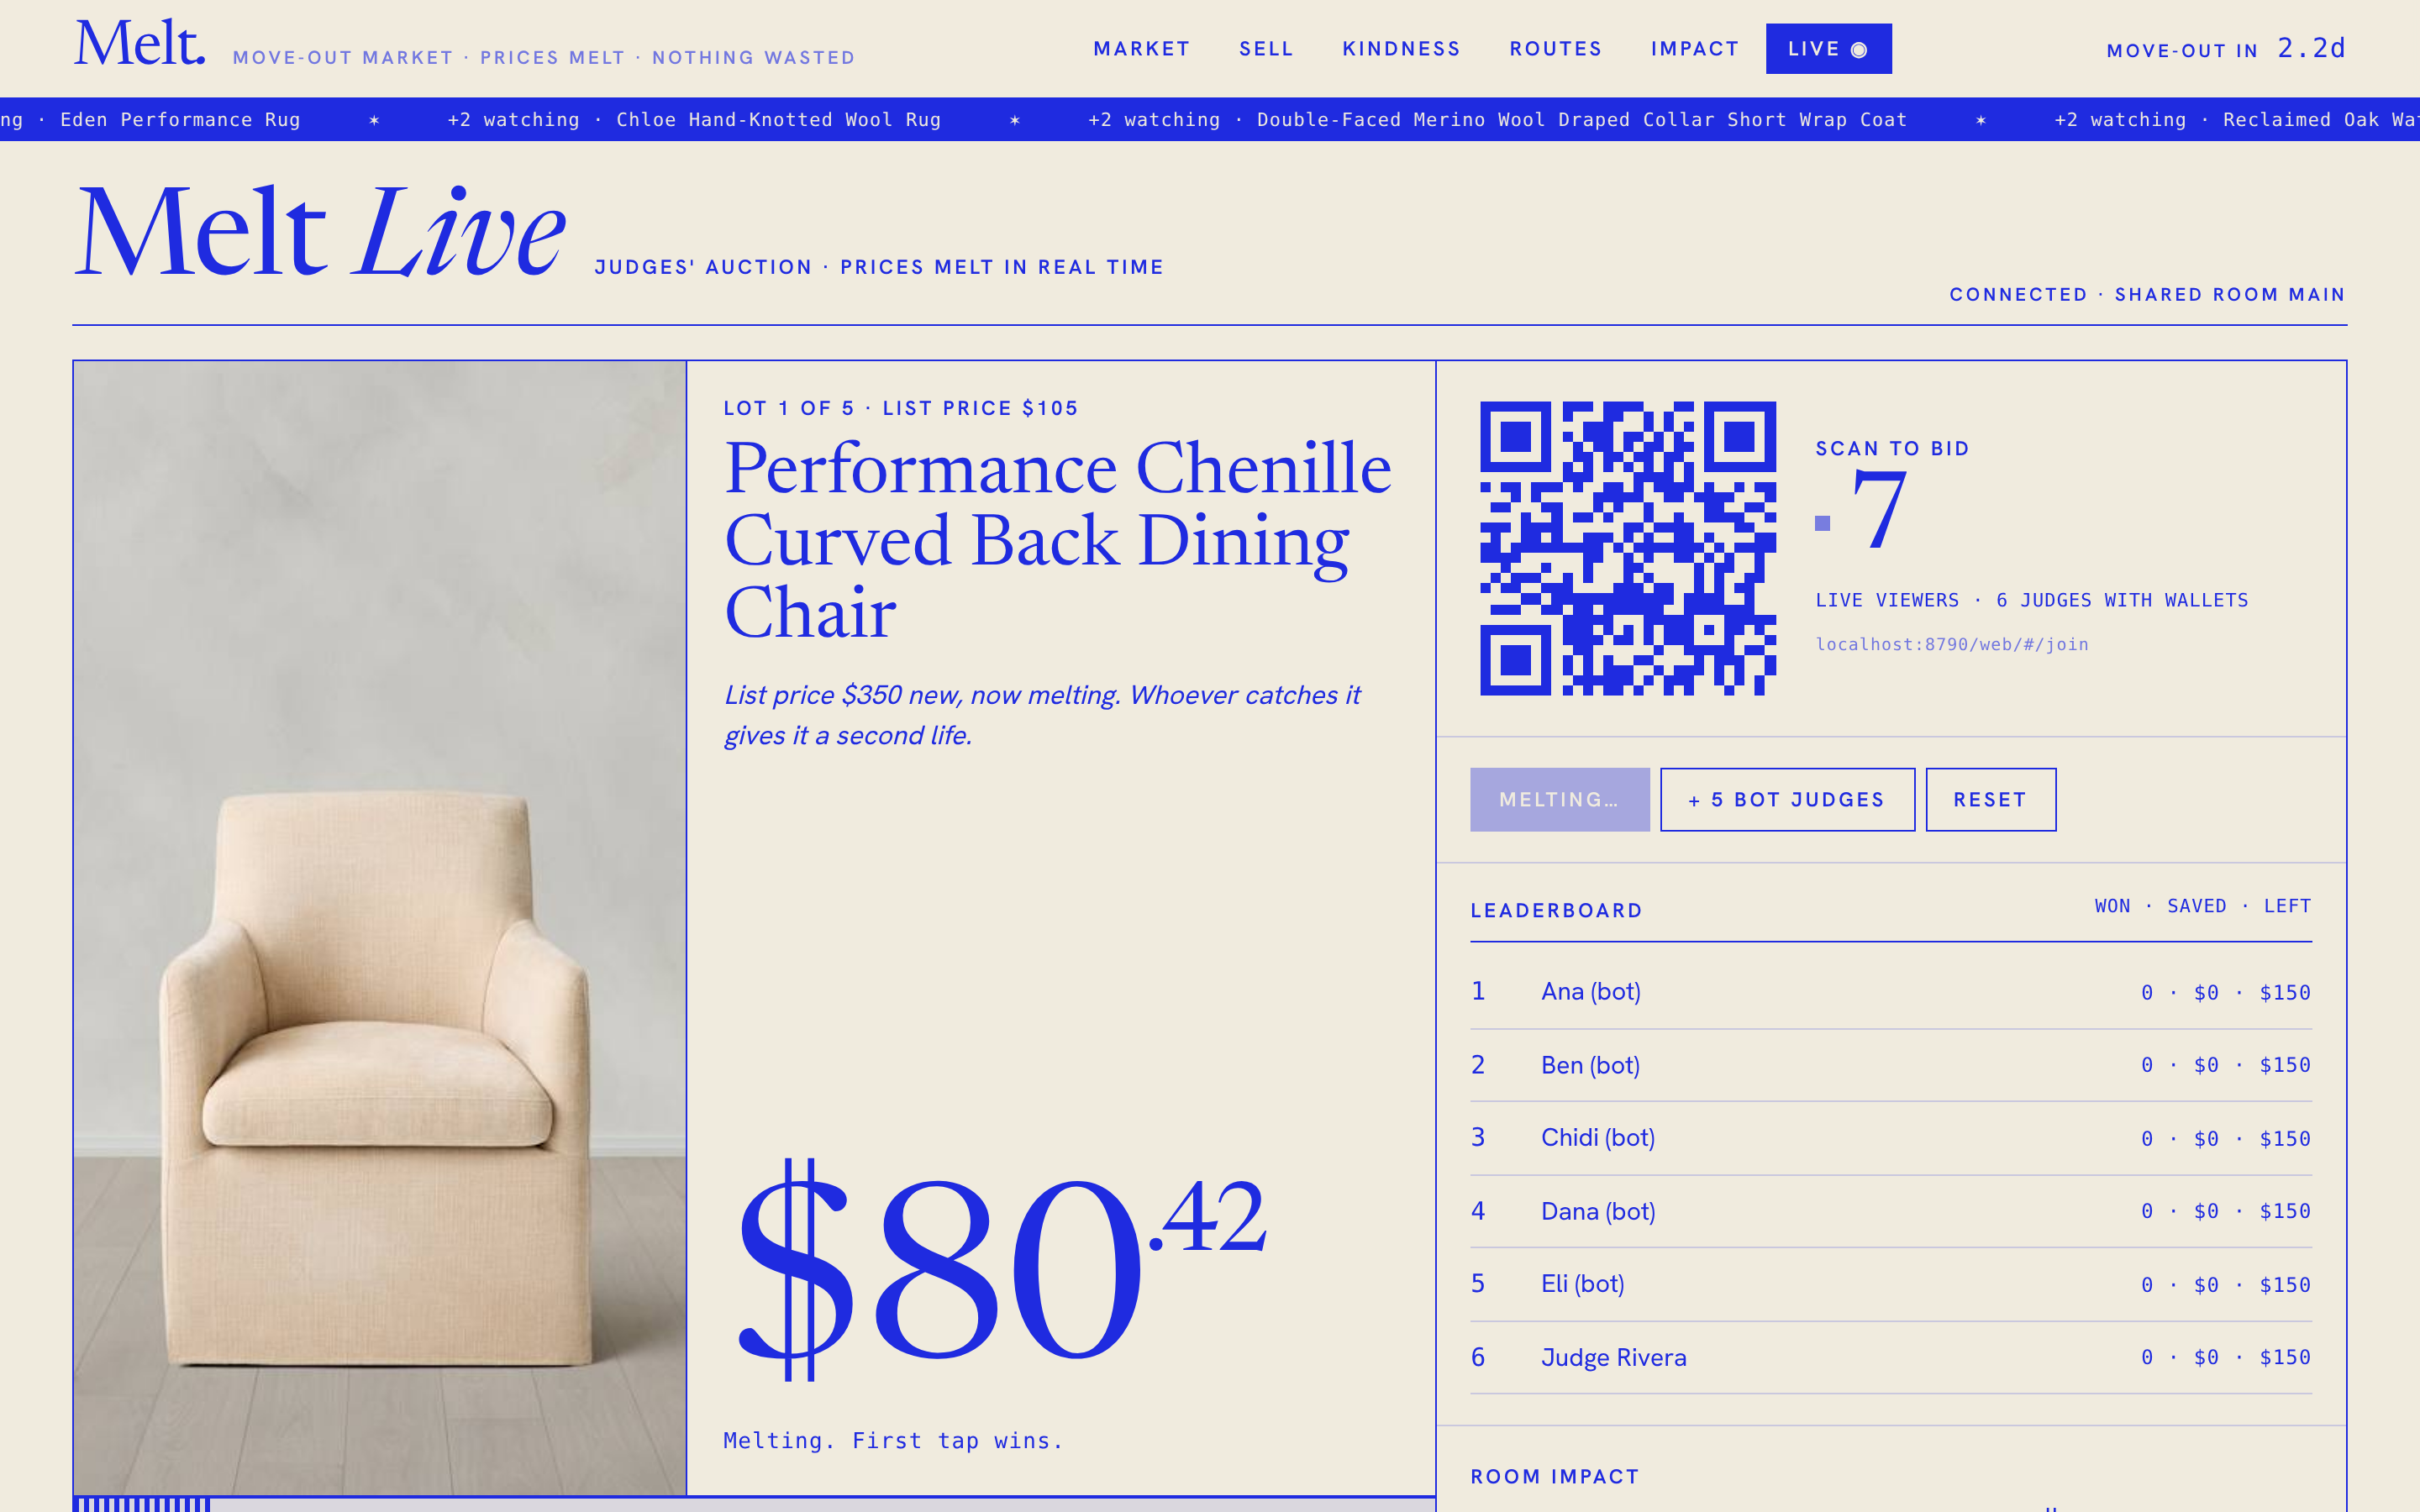 Melt. MOVE-OUT MARKET · PRICES MELT · NOTHING WASTED
MARKET SELL KINDNESS ROUTES IMPACT LIVE ◉
MOVE-OUT IN 2.2d
ng · Eden Performance Rug ✶ +2 watching · Chloe Hand-Knotted Wool Rug ✶ +2 watching · Double-Faced Merino Wool Draped Collar Short Wrap Coat ✶ +2 watching · Reclaimed Oak Wa
Melt Live JUDGES' AUCTION · PRICES MELT IN REAL TIME
CONNECTED · SHARED ROOM MAIN
LOT 1 OF 5 · LIST PRICE $105
Performance Chenille
Curved Back Dining
Chair
List price $350 new, now melting. Whoever catches it
gives it a second life.
$80.42
Melting. First tap wins.
SCAN TO BID
7
LIVE VIEWERS · 6 JUDGES WITH WALLETS
localhost:8790/web/#/join
MELTING…
+ 5 BOT JUDGES
RESET
LEADERBOARD WON · SAVED · LEFT
1 Ana (bot) 0 · $0 · $150
2 Ben (bot) 0 · $0 · $150
3 Chidi (bot) 0 · $0 · $150
4 Dana (bot) 0 · $0 · $150
5 Eli (bot) 0 · $0 · $150
6 Judge Rivera 0 · $0 · $150
ROOM IMPACT